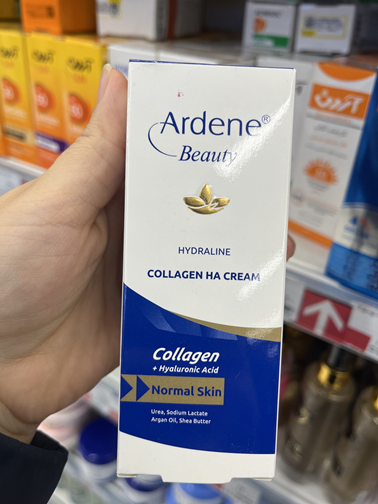 Ardene®
Beauty
HYDRALINE
COLLAGEN HA CREAM
Collagen
+ Hyaluronic Acid
Normal Skin
Urea, Sodium Lactate
Argan Oil, Shea Butter
آردن